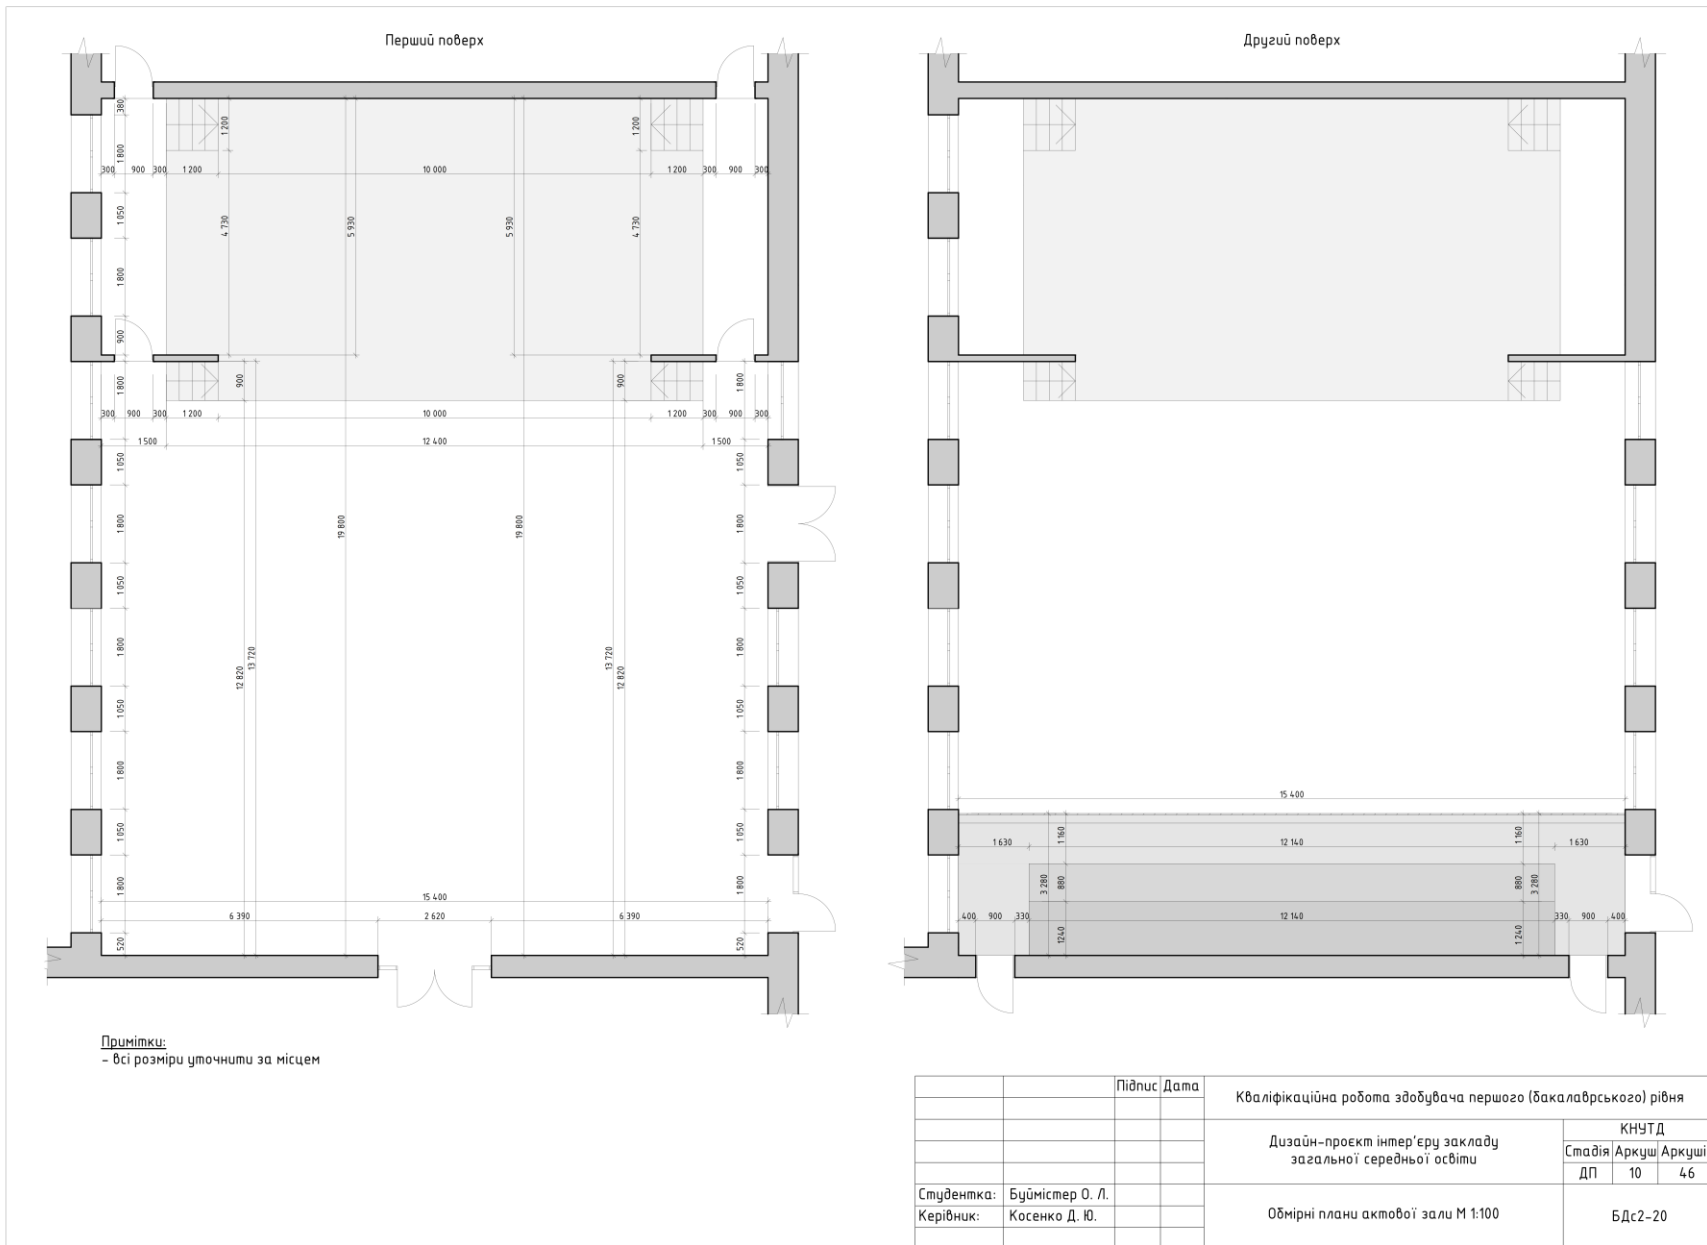 Перший поверх
Другий поверх
380
1 200
1 200
1 800
300 900 300 1 200 10 000 1 200 300 900 300
1 050
4 730
5 930
5 930
4 730
1 800
900
1 800
900
900
1 800
300 900 300 1 200 10 000 1 200 300 900 300
1 500 12 400 1 500
1 050
1 050
1 800
19 800
19 800
1 800
1 050
1 050
1 800
12 820
13 720
13 720
12 820
1 800
1 050
1 050
1 800
1 800
1 050
1 050
1 800
1 800
15 400
6 390 2 620 6 390
520
520
15 400
1 160
1 160
1 630 12 140 1 630
3 280
880
880
3 280
400 900 330 12 140 330 900 400
1240
1 240
Примітки:
- всі розміри уточнити за місцем
Підпис Дата
Кваліфікаційна робота здобувача першого (бакалаврського) рівня
Дизайн-проєкт інтер'єру закладу
загальної середньої освіти
КНУТД
Стадія Аркуш Аркуші
ДП 10 46
Студентка: Буймістер О. Л.
Керівник: Косенко Д. Ю.
Обмірні плани актової зали М 1:100
БДс2-20